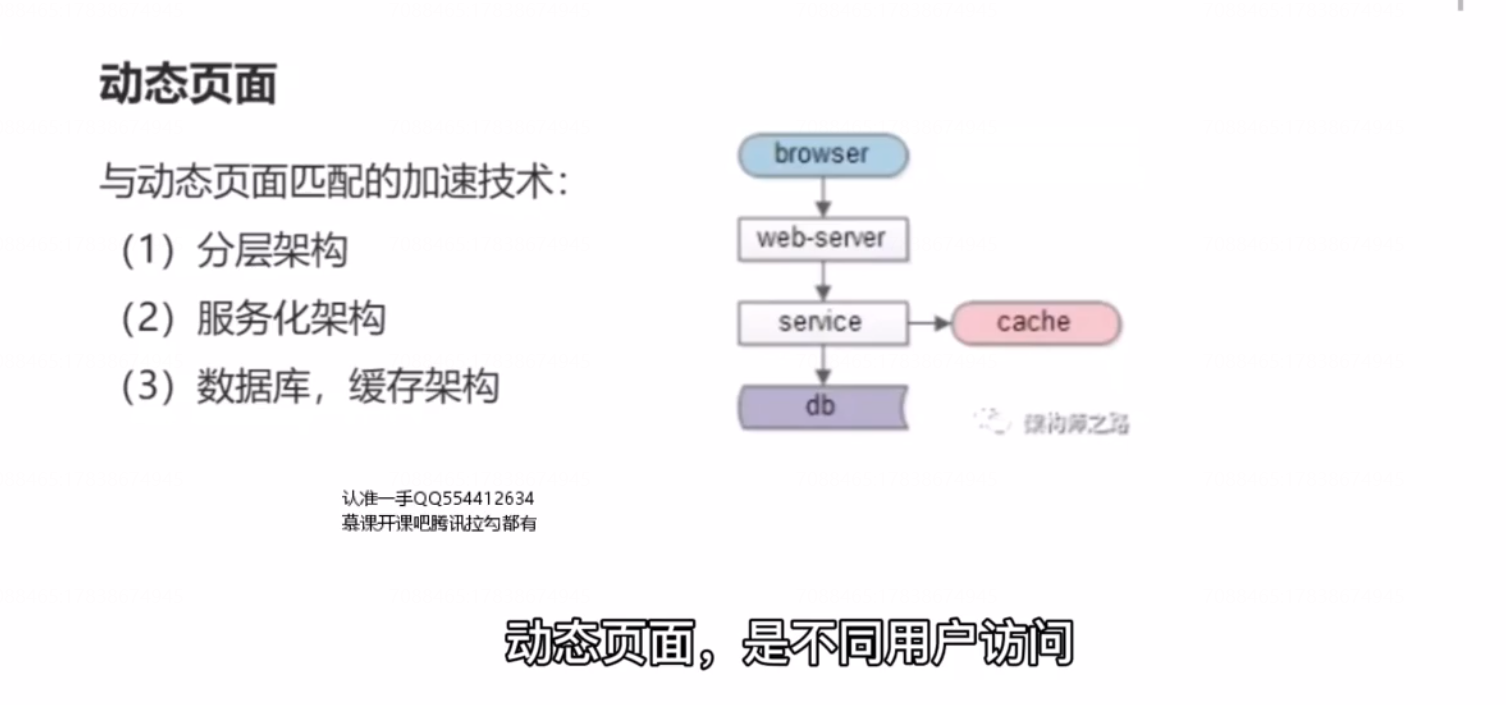 动态页面
与动态页面匹配的加速技术：
（1）分层架构
（2）服务化架构
（3）数据库，缓存架构
browser
web-server
service
cache
db
架构师之路
认准一手QQ554412634
慕课开课吧腾讯拉勾都有
动态页面，是不同用户访问